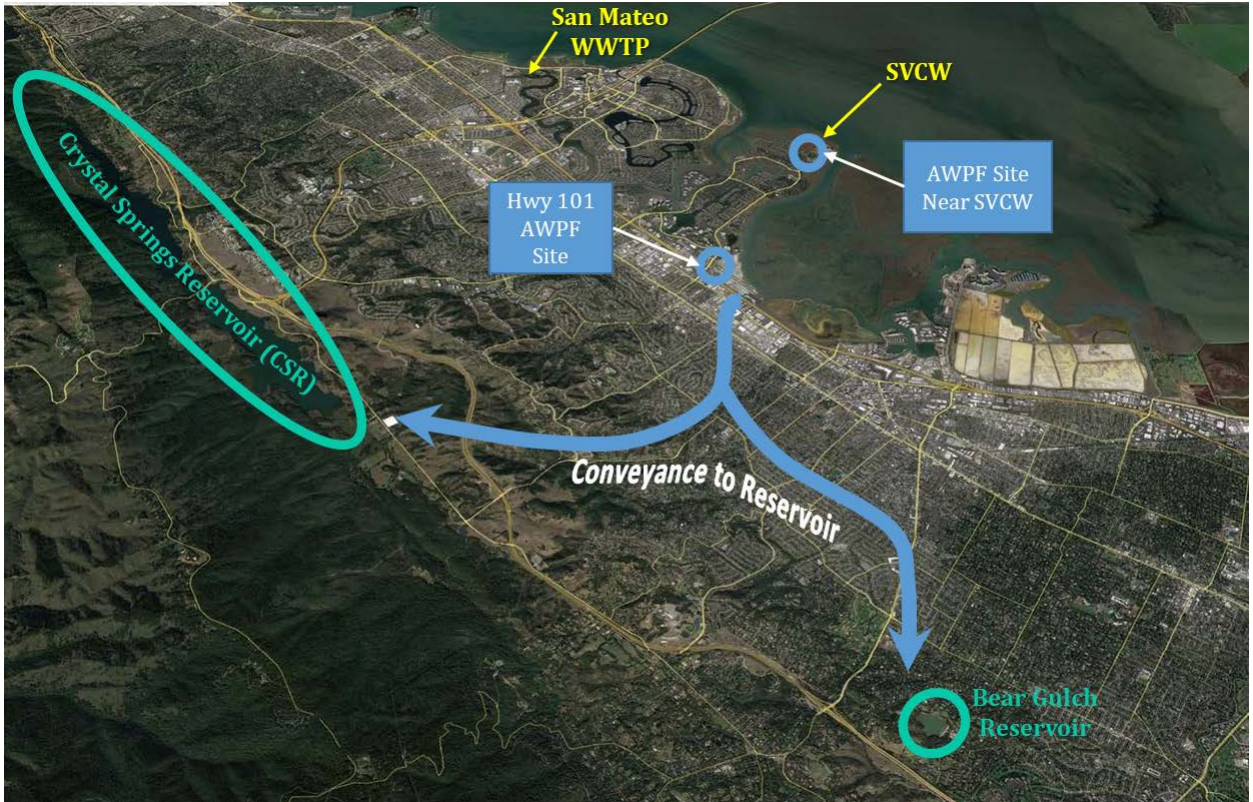 San Mateo
WWTP
SVCW
AWPF Site
Near SVCW
Hwy 101
AWPF
Site
Crystal Springs Reservoir (CSR)
Conveyance to Reservoir
Bear Gulch
Reservoir